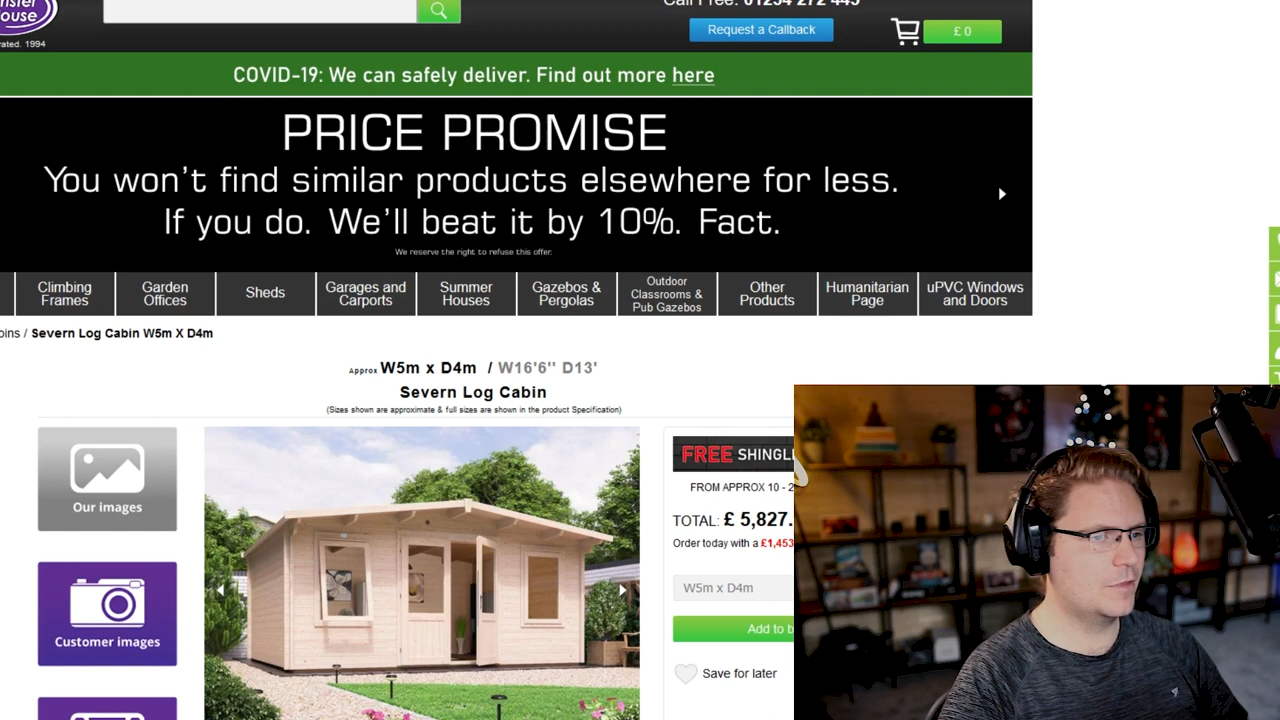 Request a Callback
£ 0
COVID-19: We can safely deliver. Find out more here
PRICE PROMISE
You won't find similar products elsewhere for less.
If you do. We'll beat it by 10%. Fact.
We reserve the right to refuse this offer.
Climbing Frames
Garden Offices
Sheds
Garages and Carports
Summer Houses
Gazebos & Pergolas
Outdoor Classrooms & Pub Gazebos
Other Products
Humanitarian Page
uPVC Windows and Doors
/ Severn Log Cabin W5m X D4m
Approx W5m x D4m / W16'6'' D13'
Severn Log Cabin
(Sizes shown are approximate & full sizes are shown in the product Specification)
Our images
FREE SHINGL
FROM APPROX 10 - 2
TOTAL: £ 5,827.
Order today with a £1,453
W5m x D4m
Customer images
Add to b
Save for later